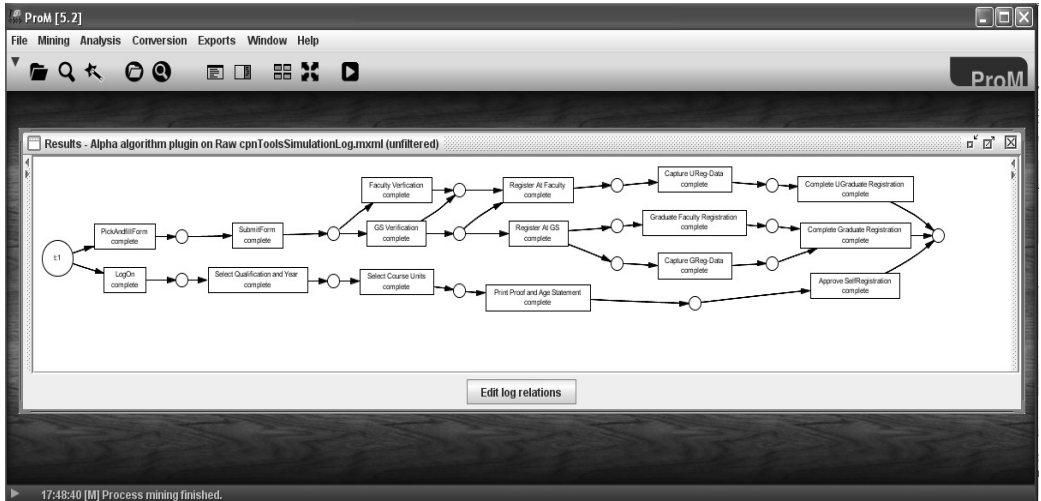 ProM [5.2]
File Mining Analysis Conversion Exports Window Help
ProM
Results - Alpha algorithm plugin on Raw cpnToolsSimulationLog.mxml (unfiltered)
Faculty Verfication
complete
Register At Faculty
complete
Capture UReg-Data
complete
Complete UGraduate Registration
complete
PickAndfillForm
complete
SubmitForm
complete
GS Verification
complete
Register At GS
complete
Graduate Faculty Registration
complete
Complete Graduate Registration
complete
t:1
LogOn
complete
Select Qualification and Year
complete
Select Course Units
complete
Capture GReg-Data
complete
Print Proof and Age Statement
complete
Approve SelfRegistration
complete
Edit log relations
17:48:40 [M] Process mining finished.